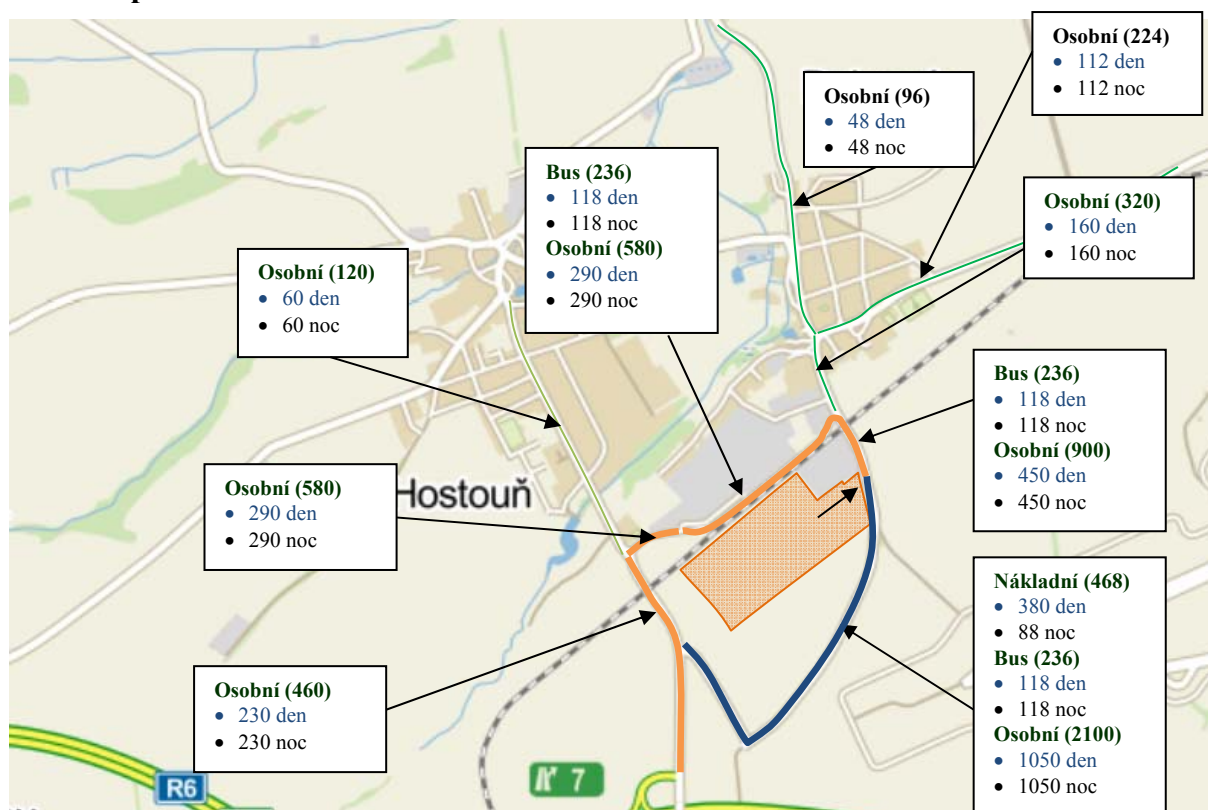 Osobní (224)
• 112 den
• 112 noc
Osobní (96)
• 48 den
• 48 noc
Bus (236)
• 118 den
• 118 noc
Osobní (580)
• 290 den
• 290 noc
Osobní (320)
• 160 den
• 160 noc
Osobní (120)
• 60 den
• 60 noc
Bus (236)
• 118 den
• 118 noc
Osobní (900)
• 450 den
• 450 noc
Osobní (580)
• 290 den
• 290 noc
Hostouň
Nákladní (468)
• 380 den
• 88 noc
Bus (236)
• 118 den
• 118 noc
Osobní (2100)
• 1050 den
• 1050 noc
Osobní (460)
• 230 den
• 230 noc
R6
7